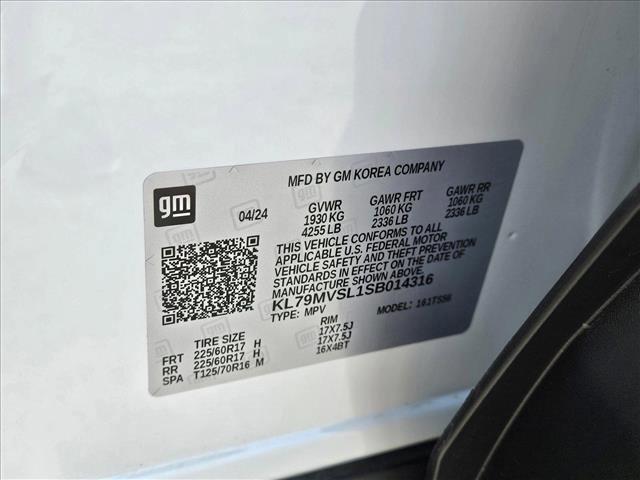 MFD BY GM KOREA COMPANY
gm
04/24
GVWR GAWR FRT GAWR RR
1930 KG 1060 KG 1060 KG
4255 LB 2336 LB 2336 LB
THIS VEHICLE CONFORMS TO ALL
APPLICABLE U.S. FEDERAL MOTOR
VEHICLE SAFETY AND THEFT PREVENTION
STANDARDS IN EFFECT ON THE DATE OF
MANUFACTURE SHOWN ABOVE.
KL79MVSL1SB014316
TYPE: MPV MODEL: 161TS56
TIRE SIZE RIM
FRT 225/60R17 H 17X7.5J
RR 225/60R17 H 17X7.5J
SPA T125/70R16 M 16X4BT